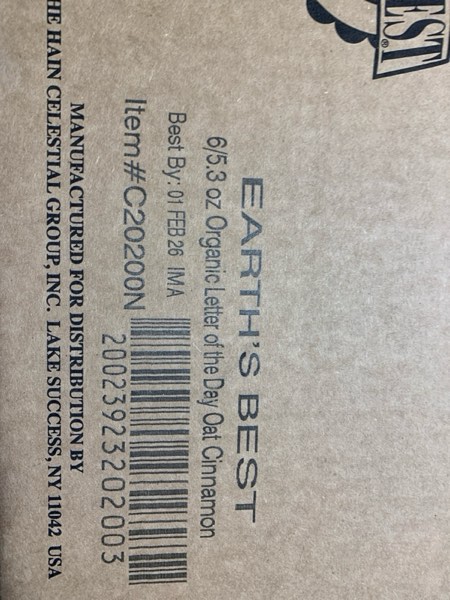 EST®
EARTH'S BEST
6/5.3 oz Organic Letter of the Day Oat Cinnamon
Best By: 01 FEB 26 IMA
Item#C20200N
20023923202003
MANUFACTURED FOR DISTRIBUTION BY
HE HAIN CELESTIAL GROUP, INC. LAKE SUCCESS, NY 11042 USA